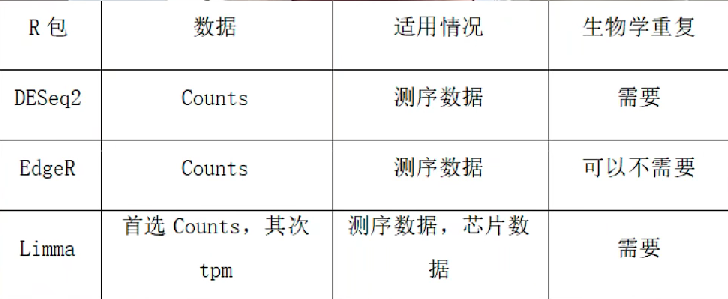 R 包 数据 适用情况 生物学重复
DESeq2 Counts 测序数据 需要
EdgeR Counts 测序数据 可以不需要
首选 Counts，其次 测序数据，芯片数
Limma 需要
tpm 据